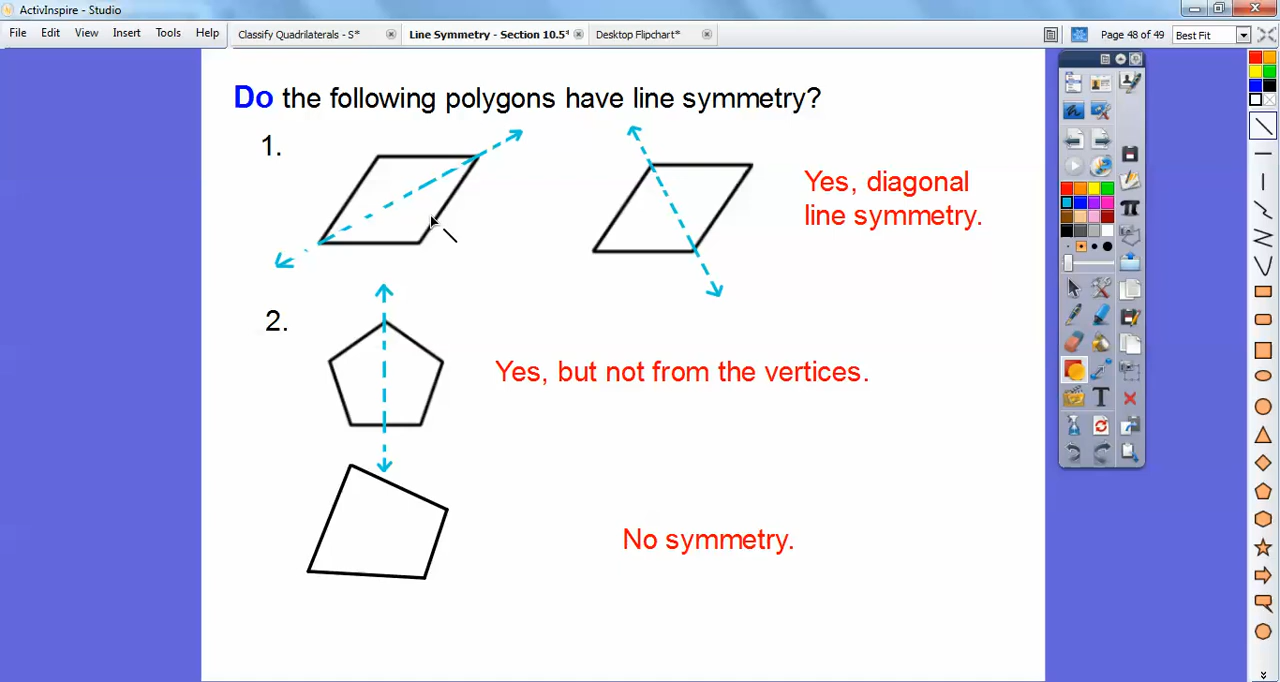 ActivInspire - Studio
File Edit View Insert Tools Help
Classify Quadrilaterals - S* Line Symmetry - Section 10.5* Desktop Flipchart* Page 48 of 49 Best Fit
Do the following polygons have line symmetry?
1.
Yes, diagonal
line symmetry.
2.
Yes, but not from the vertices.
No symmetry.